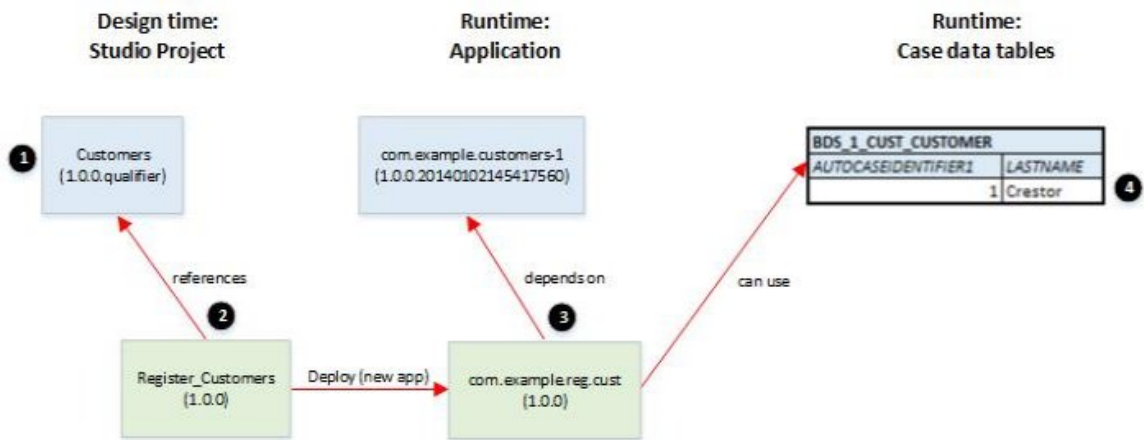 Design time:
Studio Project
Runtime:
Application
Runtime:
Case data tables
1
Customers
(1.0.0.qualifier)
com.example.customers-1
(1.0.0.20140102145417560)
BDS_1_CUST_CUSTOMER
AUTOCASEIDENTIFIER1 LASTNAME
1 Crestor
4
references
depends on
can use
2
3
Register_Customers
(1.0.0)
Deploy (new app)
com.example.reg.cust
(1.0.0)